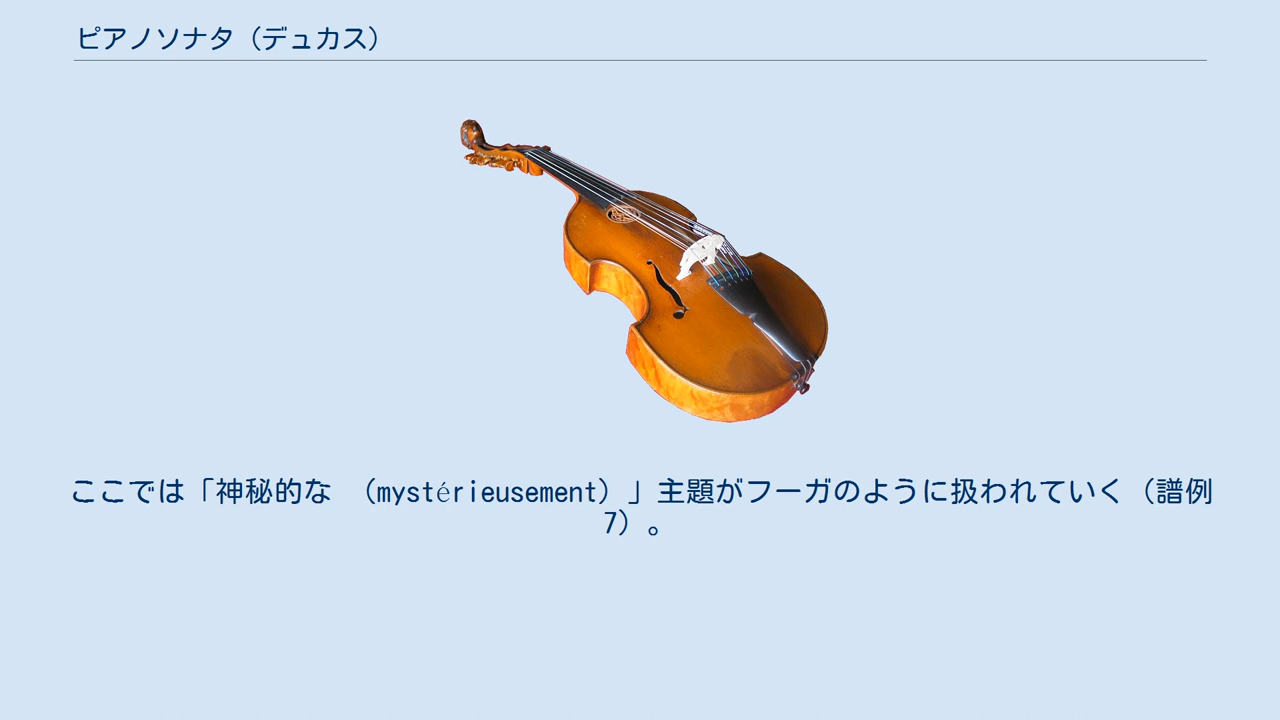 ピアノソナタ（デュカス）
ここでは「神秘的な （mystérieusement）」主題がフーガのように扱われていく（譜例
7）。